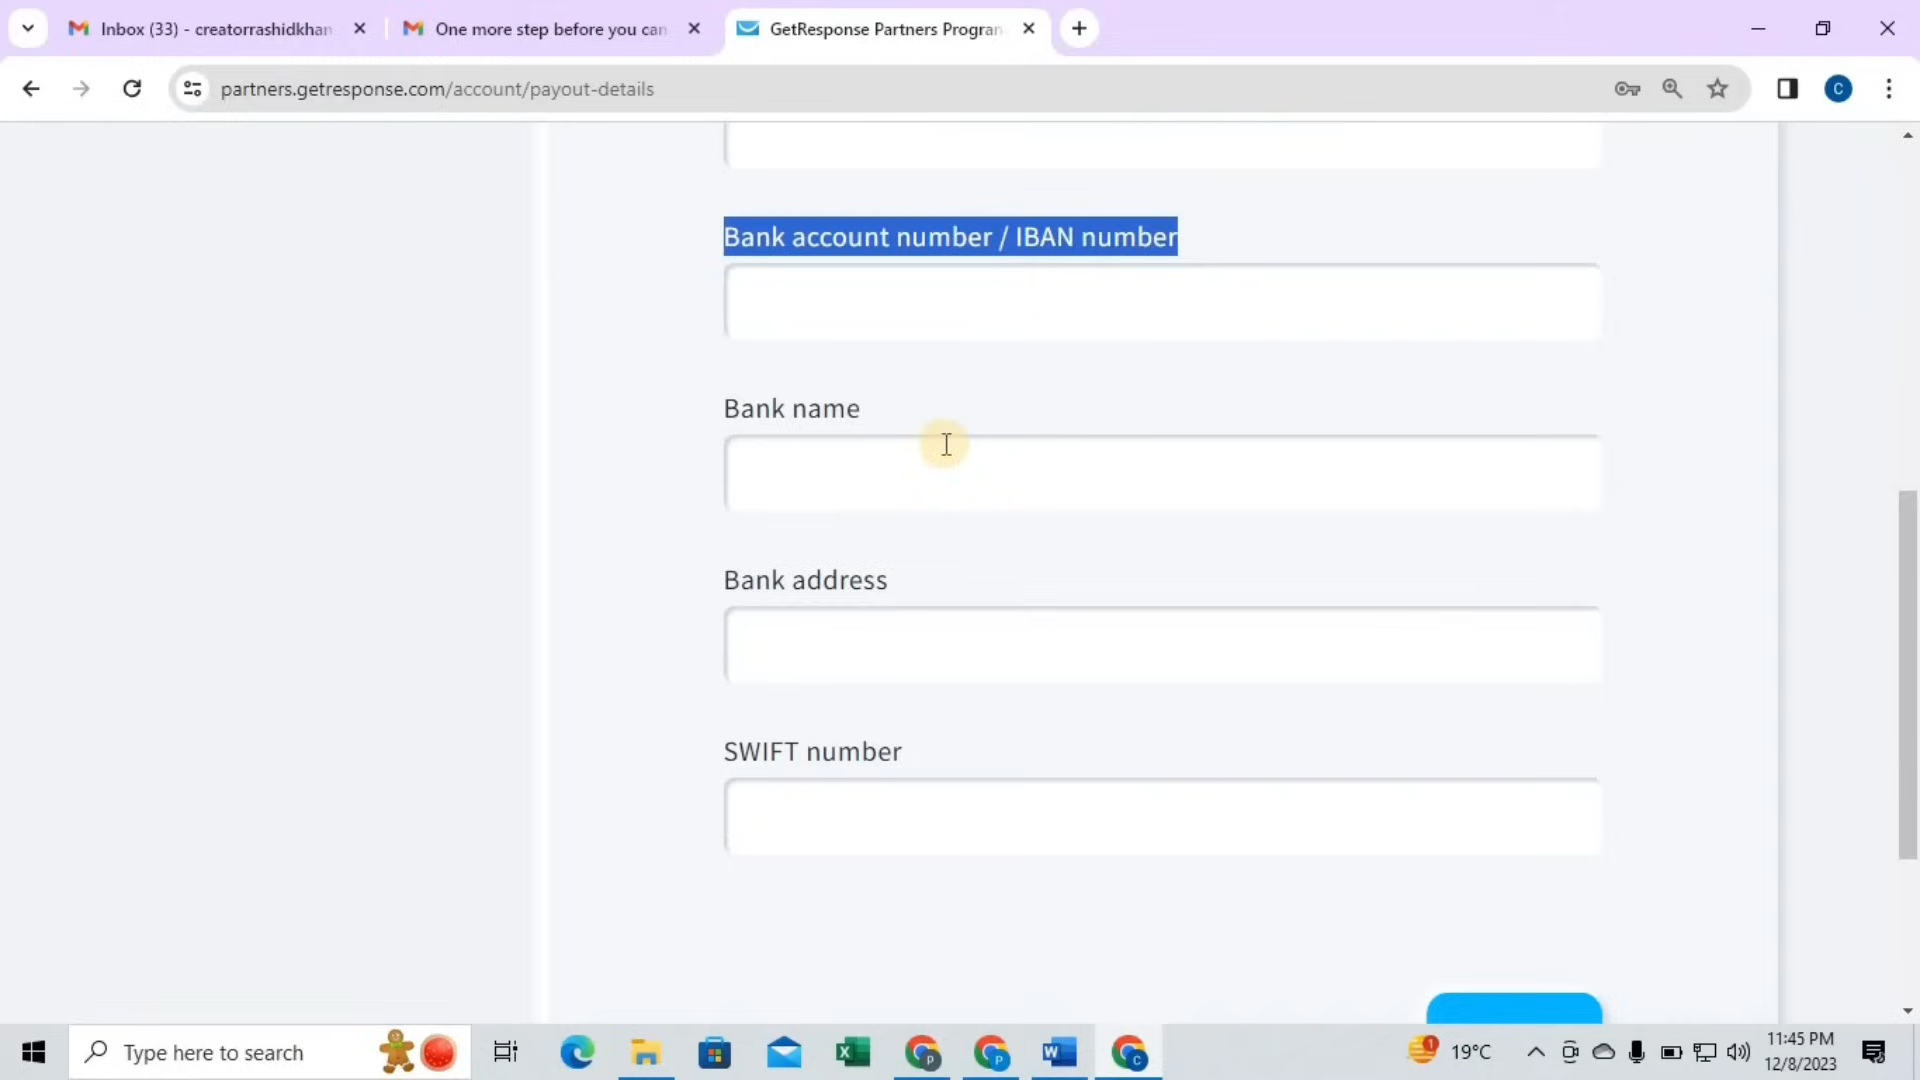 Inbox (33) - creatorrashidkhan
One more step before you can
GetResponse Partners Program
partners.getresponse.com/account/payout-details
C
Bank account number / IBAN number
Bank name
Bank address
SWIFT number
Type here to search
P
P
C
1
19°C
11:45 PM
12/8/2023